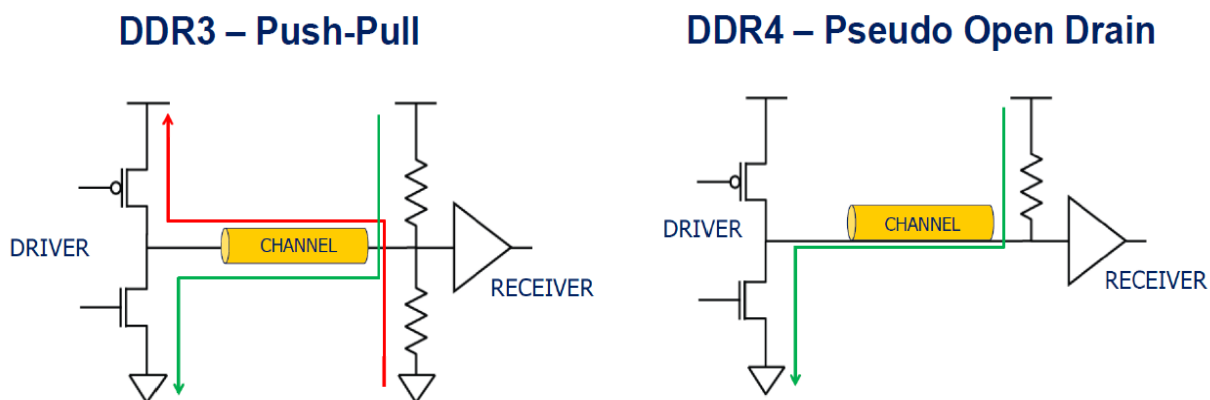 DDR3 – Push-Pull
DDR4 – Pseudo Open Drain
DRIVER
CHANNEL
RECEIVER
DRIVER
CHANNEL
RECEIVER